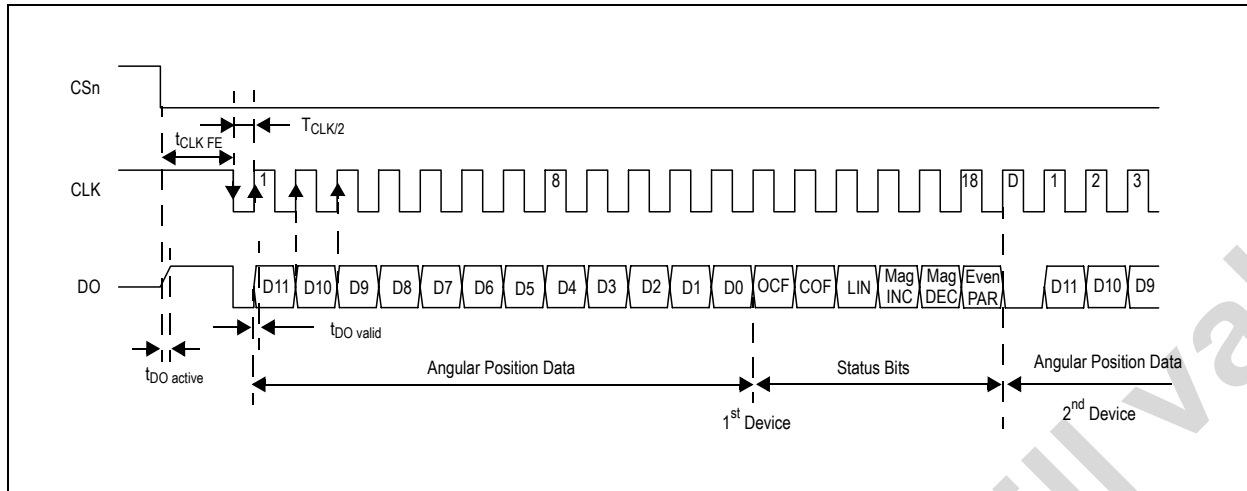 CSn
TCLK/2
tCLK FE
CLK
1
8
18
D
1
2
3
DO
D11
D10
D9
D8
D7
D6
D5
D4
D3
D2
D1
D0
OCF
COF
LIN
Mag
INC
Mag
DEC
Even
PAR
D11
D10
D9
tDO valid
tDO active
Angular Position Data
Status Bits
Angular Position Data
1st Device
2nd Device